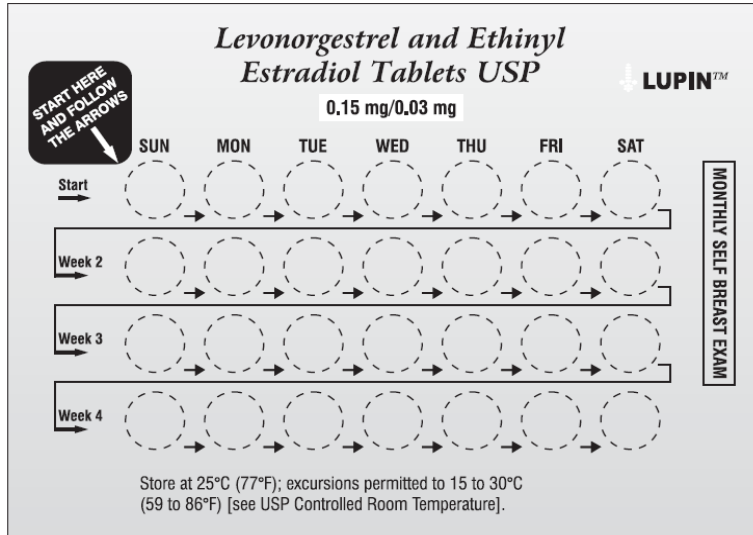 Levonorgestrel and Ethinyl
Estradiol Tablets USP
0.15 mg/0.03 mg
LUPIN™
START HERE
AND FOLLOW
THE ARROWS
SUN MON TUE WED THU FRI SAT
Start
Week 2
Week 3
Week 4
MONTHLY SELF BREAST EXAM
Store at 25°C (77°F); excursions permitted to 15 to 30°C
(59 to 86°F) [see USP Controlled Room Temperature].